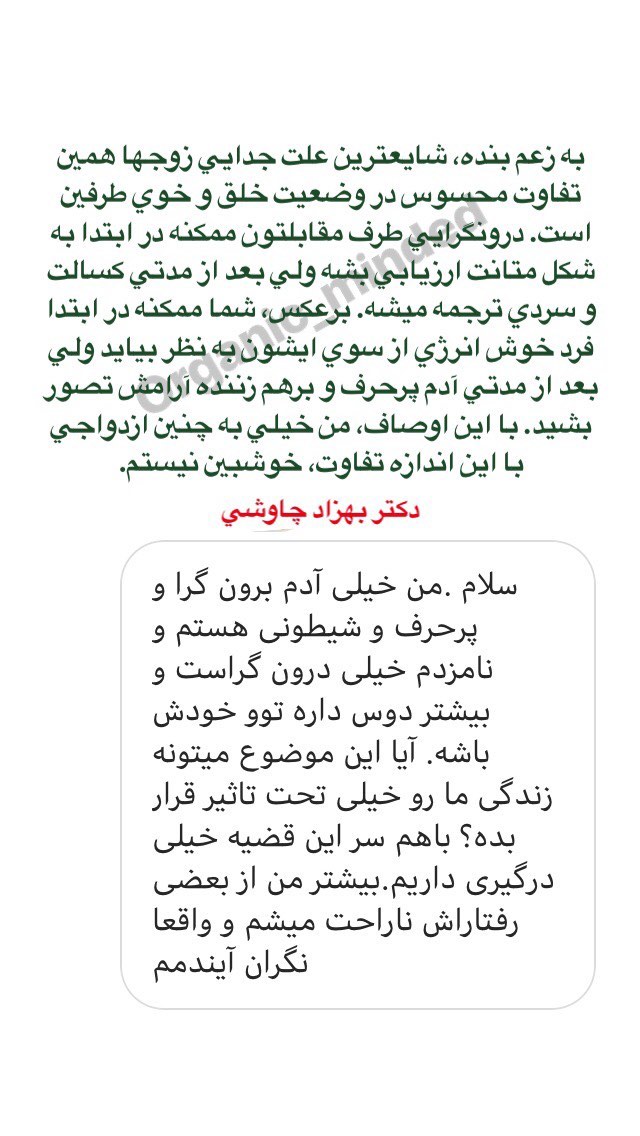 به زعم بنده، شايعترين علت جدايي زوجها همين
تفاوت محسوس در وضعيت خلق و خوي طرفين
است. درونگرايي طرف مقابلتون ممكنه در ابتدا به
شكل متانت ارزيابي بشه ولي بعد از مدتي كسالت
و سردي ترجمه ميشه. برعكس، شما ممكنه در ابتدا
فرد خوش انرژي از سوي ايشون به نظر بيايد ولي
بعد از مدتي آدم پرحرف و برهم زننده آرامش تصور
بشيد. با اين اوصاف، من خيلي به چنين ازدواجي
با اين اندازه تفاوت، خوشبين نيستم.
Organic_minded
دكتر بهزاد چاوشي
سلام .من خیلی آدم برون گرا و
پرحرف و شیطونی هستم و
نامزدم خیلی درون گراست و
بیشتر دوس داره توو خودش
باشه. آیا این موضوع میتونه
زندگی ما رو خیلی تحت تاثیر قرار
بده؟ باهم سر این قضیه خیلی
درگیری داریم.بیشتر من از بعضی
رفتاراش ناراحت میشم و واقعا
نگران آیندمم